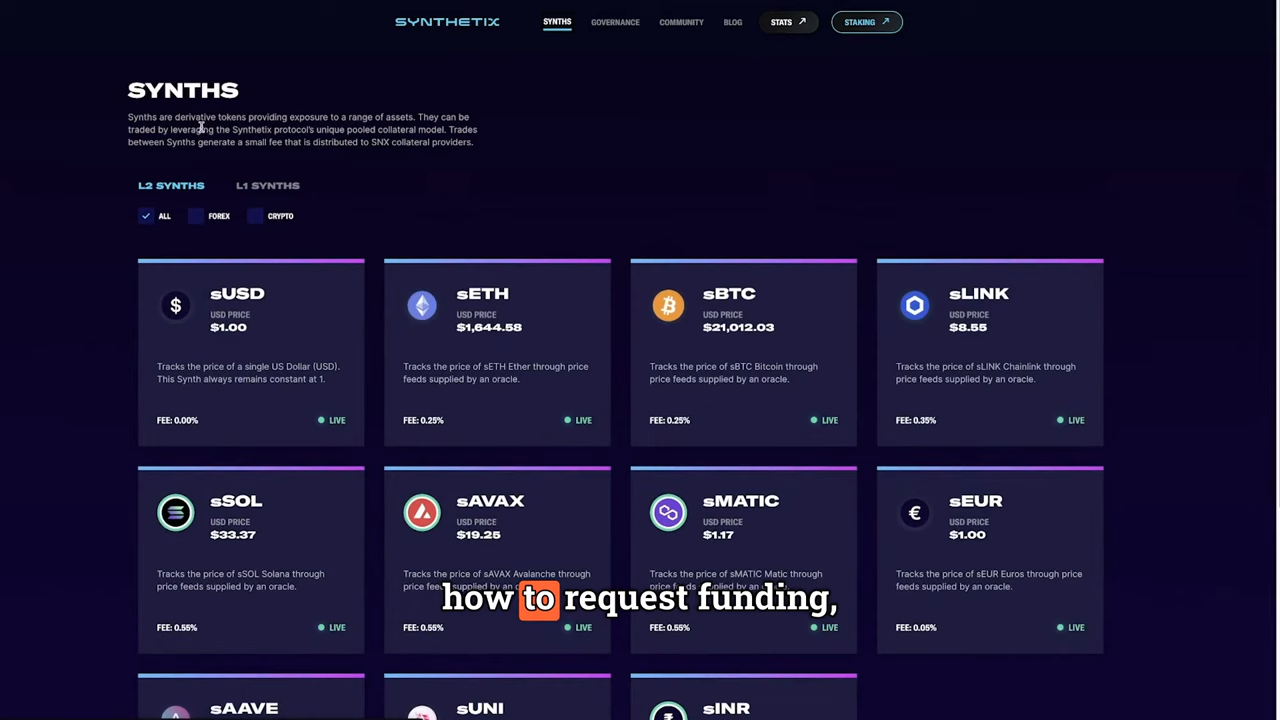 SYNTHETIX
SYNTHS
GOVERNANCE
COMMUNITY
BLOG
STATS
STAKING
SYNTHS
Synths are derivative tokens providing exposure to a range of assets. They can be
traded by leveraging the Synthetix protocol's unique pooled collateral model. Trades
between Synths generate a small fee that is distributed to SNX collateral providers.
L2 SYNTHS
L1 SYNTHS
ALL
FOREX
CRYPTO
sUSD
USD PRICE
$1.00
Tracks the price of a single US Dollar (USD).
This Synth always remains constant at 1.
FEE: 0.00%
LIVE
sETH
USD PRICE
$1,644.58
Tracks the price of sETH Ether through price
feeds supplied by an oracle.
FEE: 0.25%
LIVE
sBTC
USD PRICE
$21,012.03
Tracks the price of sBTC Bitcoin through
price feeds supplied by an oracle.
FEE: 0.25%
LIVE
sLINK
USD PRICE
$8.55
Tracks the price of sLINK Chainlink through
price feeds supplied by an oracle.
FEE: 0.35%
LIVE
sSOL
USD PRICE
$33.37
Tracks the price of sSOL Solana through
price feeds supplied by an oracle.
FEE: 0.55%
LIVE
sAVAX
USD PRICE
$19.25
Tracks the price of sAVAX Avalanche through
price feeds supplied by an
FEE: 0.55%
LIVE
sMATIC
USD PRICE
$1.17
Tracks the price of sMATIC Matic through
price feeds supplied by an oracle.
FEE: 0.55%
LIVE
sEUR
USD PRICE
$1.00
Tracks the price of sEUR Euros through price
feeds supplied by an oracle.
FEE: 0.05%
LIVE
how to request funding,
sAAVE
sUNI
sINR